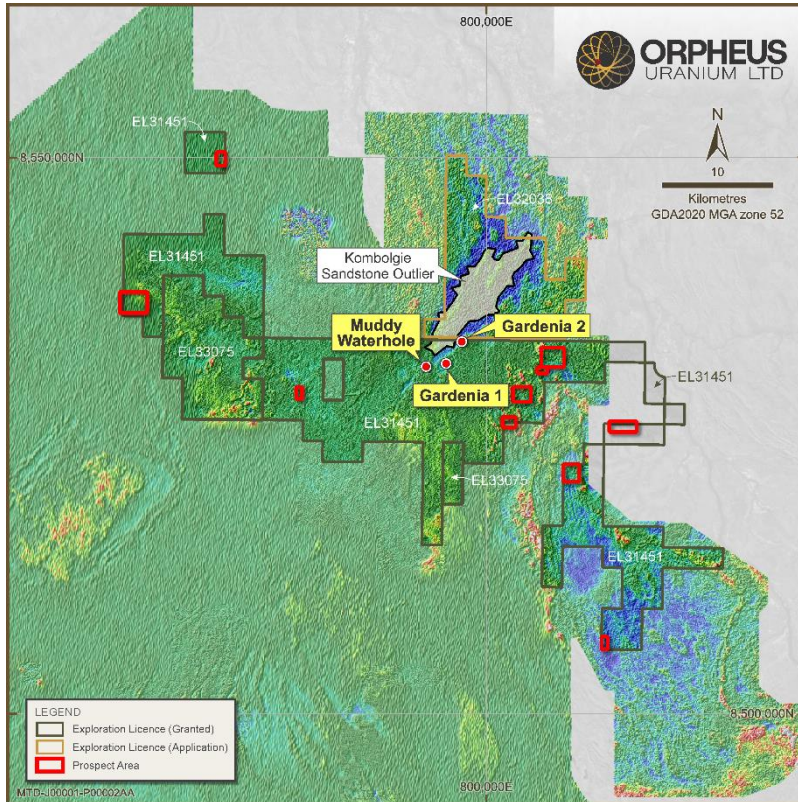 800,000E
ORPHEUS
URANIUM LTD
N
10
Kilometres
GDA2020 MGA zone 52
EL31451
8,550,000N
EL32038
EL31451
Kombolgie
Sandstone Outlier
Muddy
Waterhole
Gardenia 2
EL33075
Gardenia 1
EL31451
EL31451
EL33075
EL31451
8,500,000N
LEGEND
Exploration Licence (Granted)
Exploration Licence (Application)
Prospect Area
MTD-J00001-P00002AA
800,000E